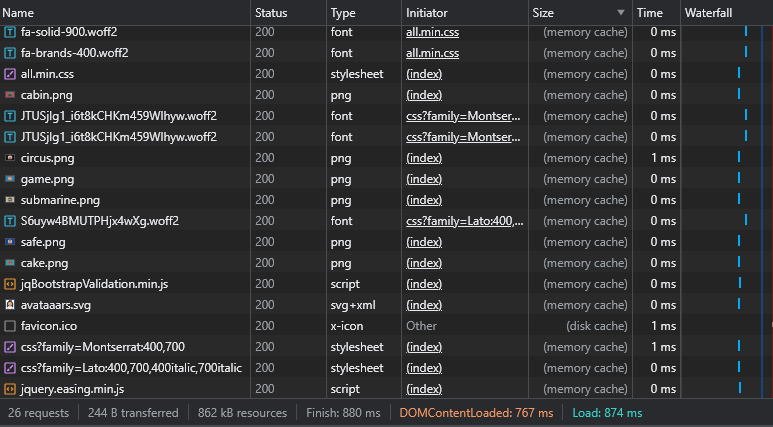 Name Status Type Initiator Size Time Waterfall
fa-solid-900.woff2 200 font all.min.css (memory cache) 0 ms
fa-brands-400.woff2 200 font all.min.css (memory cache) 0 ms
all.min.css 200 stylesheet (index) (memory cache) 0 ms
cabin.png 200 png (index) (memory cache) 0 ms
JTUSjIg1_i6t8kCHKm459Wlhyw.woff2 200 font css?family=Montserr... (memory cache) 0 ms
JTUSjIg1_i6t8kCHKm459Wlhyw.woff2 200 font css?family=Montserr... (memory cache) 0 ms
circus.png 200 png (index) (memory cache) 1 ms
game.png 200 png (index) (memory cache) 0 ms
submarine.png 200 png (index) (memory cache) 0 ms
S6uyw4BMUTPHjx4wXg.woff2 200 font css?family=Lato:400,... (memory cache) 0 ms
safe.png 200 png (index) (memory cache) 0 ms
cake.png 200 png (index) (memory cache) 0 ms
jqBootstrapValidation.min.js 200 script (index) (memory cache) 0 ms
avataaars.svg 200 svg+xml (index) (memory cache) 0 ms
favicon.ico 200 x-icon Other (disk cache) 1 ms
css?family=Montserrat:400,700 200 stylesheet (index) (memory cache) 1 ms
css?family=Lato:400,700,400italic,700italic 200 stylesheet (index) (memory cache) 0 ms
jquery.easing.min.js 200 script (index) (memory cache) 0 ms
26 requests 244 B transferred 862 kB resources Finish: 880 ms DOMContentLoaded: 767 ms Load: 874 ms